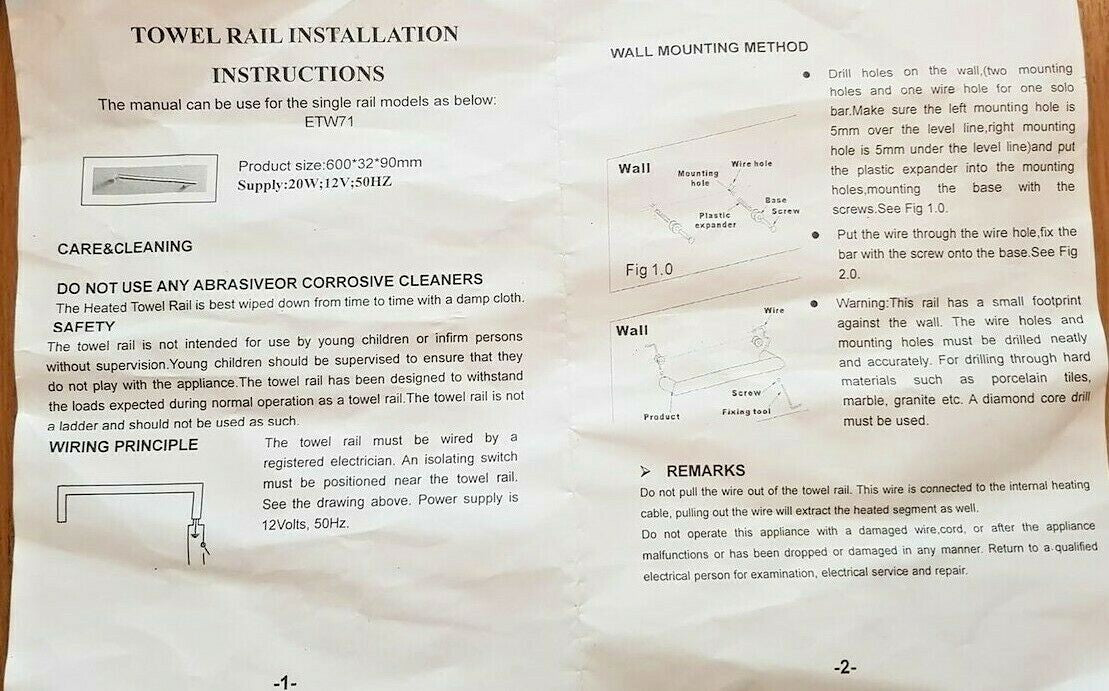 TOWEL RAIL INSTALLATION
INSTRUCTIONS
The manual can be use for the single rail models as below:
ETW71
Product size:600*32*90mm
Supply:20W;12V;50HZ
CARE&CLEANING
DO NOT USE ANY ABRASIVEOR CORROSIVE CLEANERS
The Heated Towel Rail is best wiped down from time to time with a damp cloth.
SAFETY
The towel rail is not intended for use by young children or infirm persons
without supervision.Young children should be supervised to ensure that they
do not play with the appliance.The towel rail has been designed to withstand
the loads expected during normal operation as a towel rail.The towel rail is not
a ladder and should not be used as such.
WIRING PRINCIPLE
The towel rail must be wired by a
registered electrician. An isolating switch
must be positioned near the towel rail.
See the drawing above. Power supply is
12Volts, 50Hz.
-1-
WALL MOUNTING METHOD
Wall
Mounting
hole
Wire hole
Base
Screw
Plastic
expander
Fig 1.0
• Drill holes on the wall,(two mounting
holes and one wire hole for one solo
bar.Make sure the left mounting hole is
5mm over the level line,right mounting
hole is 5mm under the level line)and put
the plastic expander into the mounting
holes,mounting the base with the
screws.See Fig 1.0.
• Put the wire through the wire hole,fix the
bar with the screw onto the base.See Fig
2.0.
Wall
Wire
Screw
Product
Fixing tool
• Warning:This rail has a small footprint
against the wall. The wire holes and
mounting holes must be drilled neatly
and accurately. For drilling through hard
materials such as porcelain tiles,
marble, granite etc. A diamond core drill
must be used.
➢ REMARKS
Do not pull the wire out of the towel rail. This wire is connected to the internal heating
cable, pulling out the wire will extract the heated segment as well.
Do not operate this appliance with a damaged wire,cord, or after the appliance
malfunctions or has been dropped or damaged in any manner. Return to a qualified
electrical person for examination, electrical service and repair.
-2-